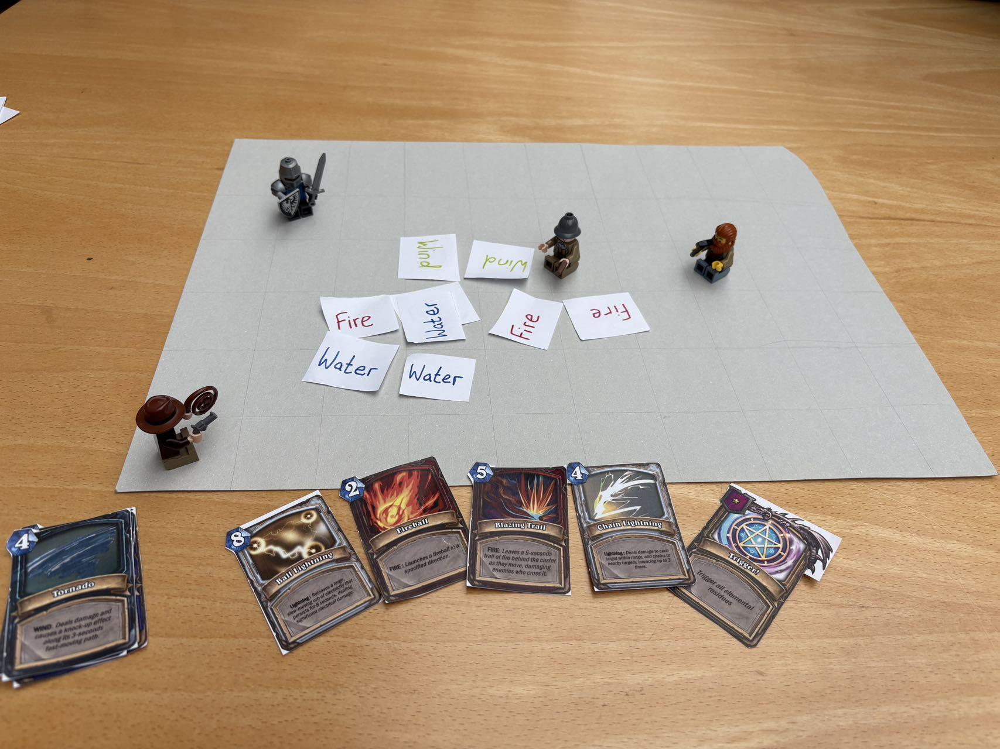 Wind
Wind
Fire
Water
Fire
Fire
Water
Water
4
Tornado
WIND: Deals damage and
causes a knock-up effect
along its 3-seconds
fast-moving path.
8
Ball Lightning
Lightning: Releases a large,
slow-moving orb of electricity that
persists for 8 seconds, dealing
significant electrical damage.
2
Fireball
FIRE: Launches a fireball in a
specified direction.
5
Blazing Trail
FIRE: Leaves a 5-seconds
trail of fire behind the caster
as they move, damaging
enemies who cross it.
4
Chain Lightning
Lightning: Deals damage to each
target within range, and chains to
nearby targets, bouncing up to 3
times.
Trigger!
Trigger all elemental
residues